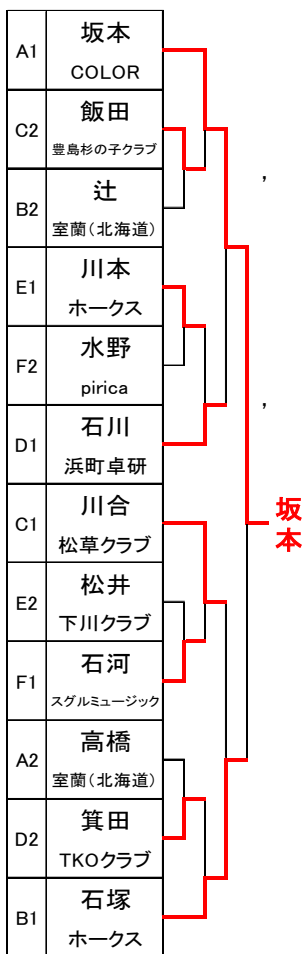 A1
坂本
COLOR
C2
飯田
豊島杉の子クラブ
B2
辻
室蘭(北海道)
E1
川本
ホークス
F2
水野
pirica
D1
石川
浜町卓研
C1
川合
松草クラブ
E2
松井
下川クラブ
F1
石河
スグルミュージック
A2
高橋
室蘭(北海道)
D2
箕田
TKOクラブ
B1
石塚
ホークス
,
,
坂本